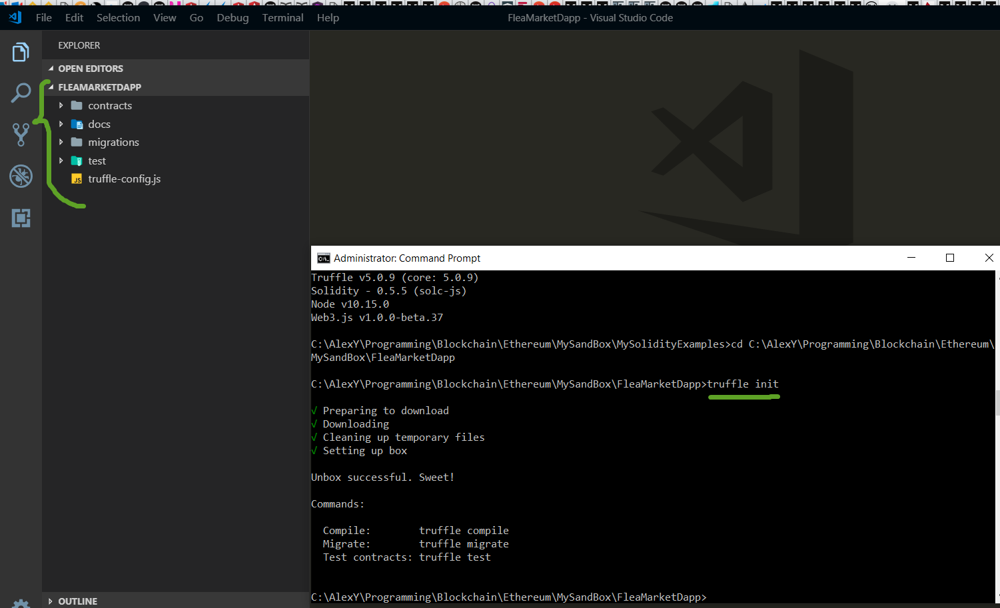 File Edit Selection View Go Debug Terminal Help
FleaMarketDapp - Visual Studio Code
EXPLORER
OPEN EDITORS
FLEAMARKETDAPP
contracts
docs
migrations
test
JS truffle-config.js
OUTLINE
Administrator: Command Prompt
Truffle v5.0.9 (core: 5.0.9)
Solidity - 0.5.5 (solc-js)
Node v10.15.0
Web3.js v1.0.0-beta.37
C:\AlexY\Programming\Blockchain\Ethereum\MySandBox\MySolidityExamples>cd C:\AlexY\Programming\Blockchain\Ethereum\
MySandBox\FleaMarketDapp
C:\AlexY\Programming\Blockchain\Ethereum\MySandBox\FleaMarketDapp>truffle init
√ Preparing to download
√ Downloading
√ Cleaning up temporary files
√ Setting up box
Unbox successful. Sweet!
Commands:
Compile: truffle compile
Migrate: truffle migrate
Test contracts: truffle test
C:\AlexY\Programming\Blockchain\Ethereum\MySandBox\FleaMarketDapp>